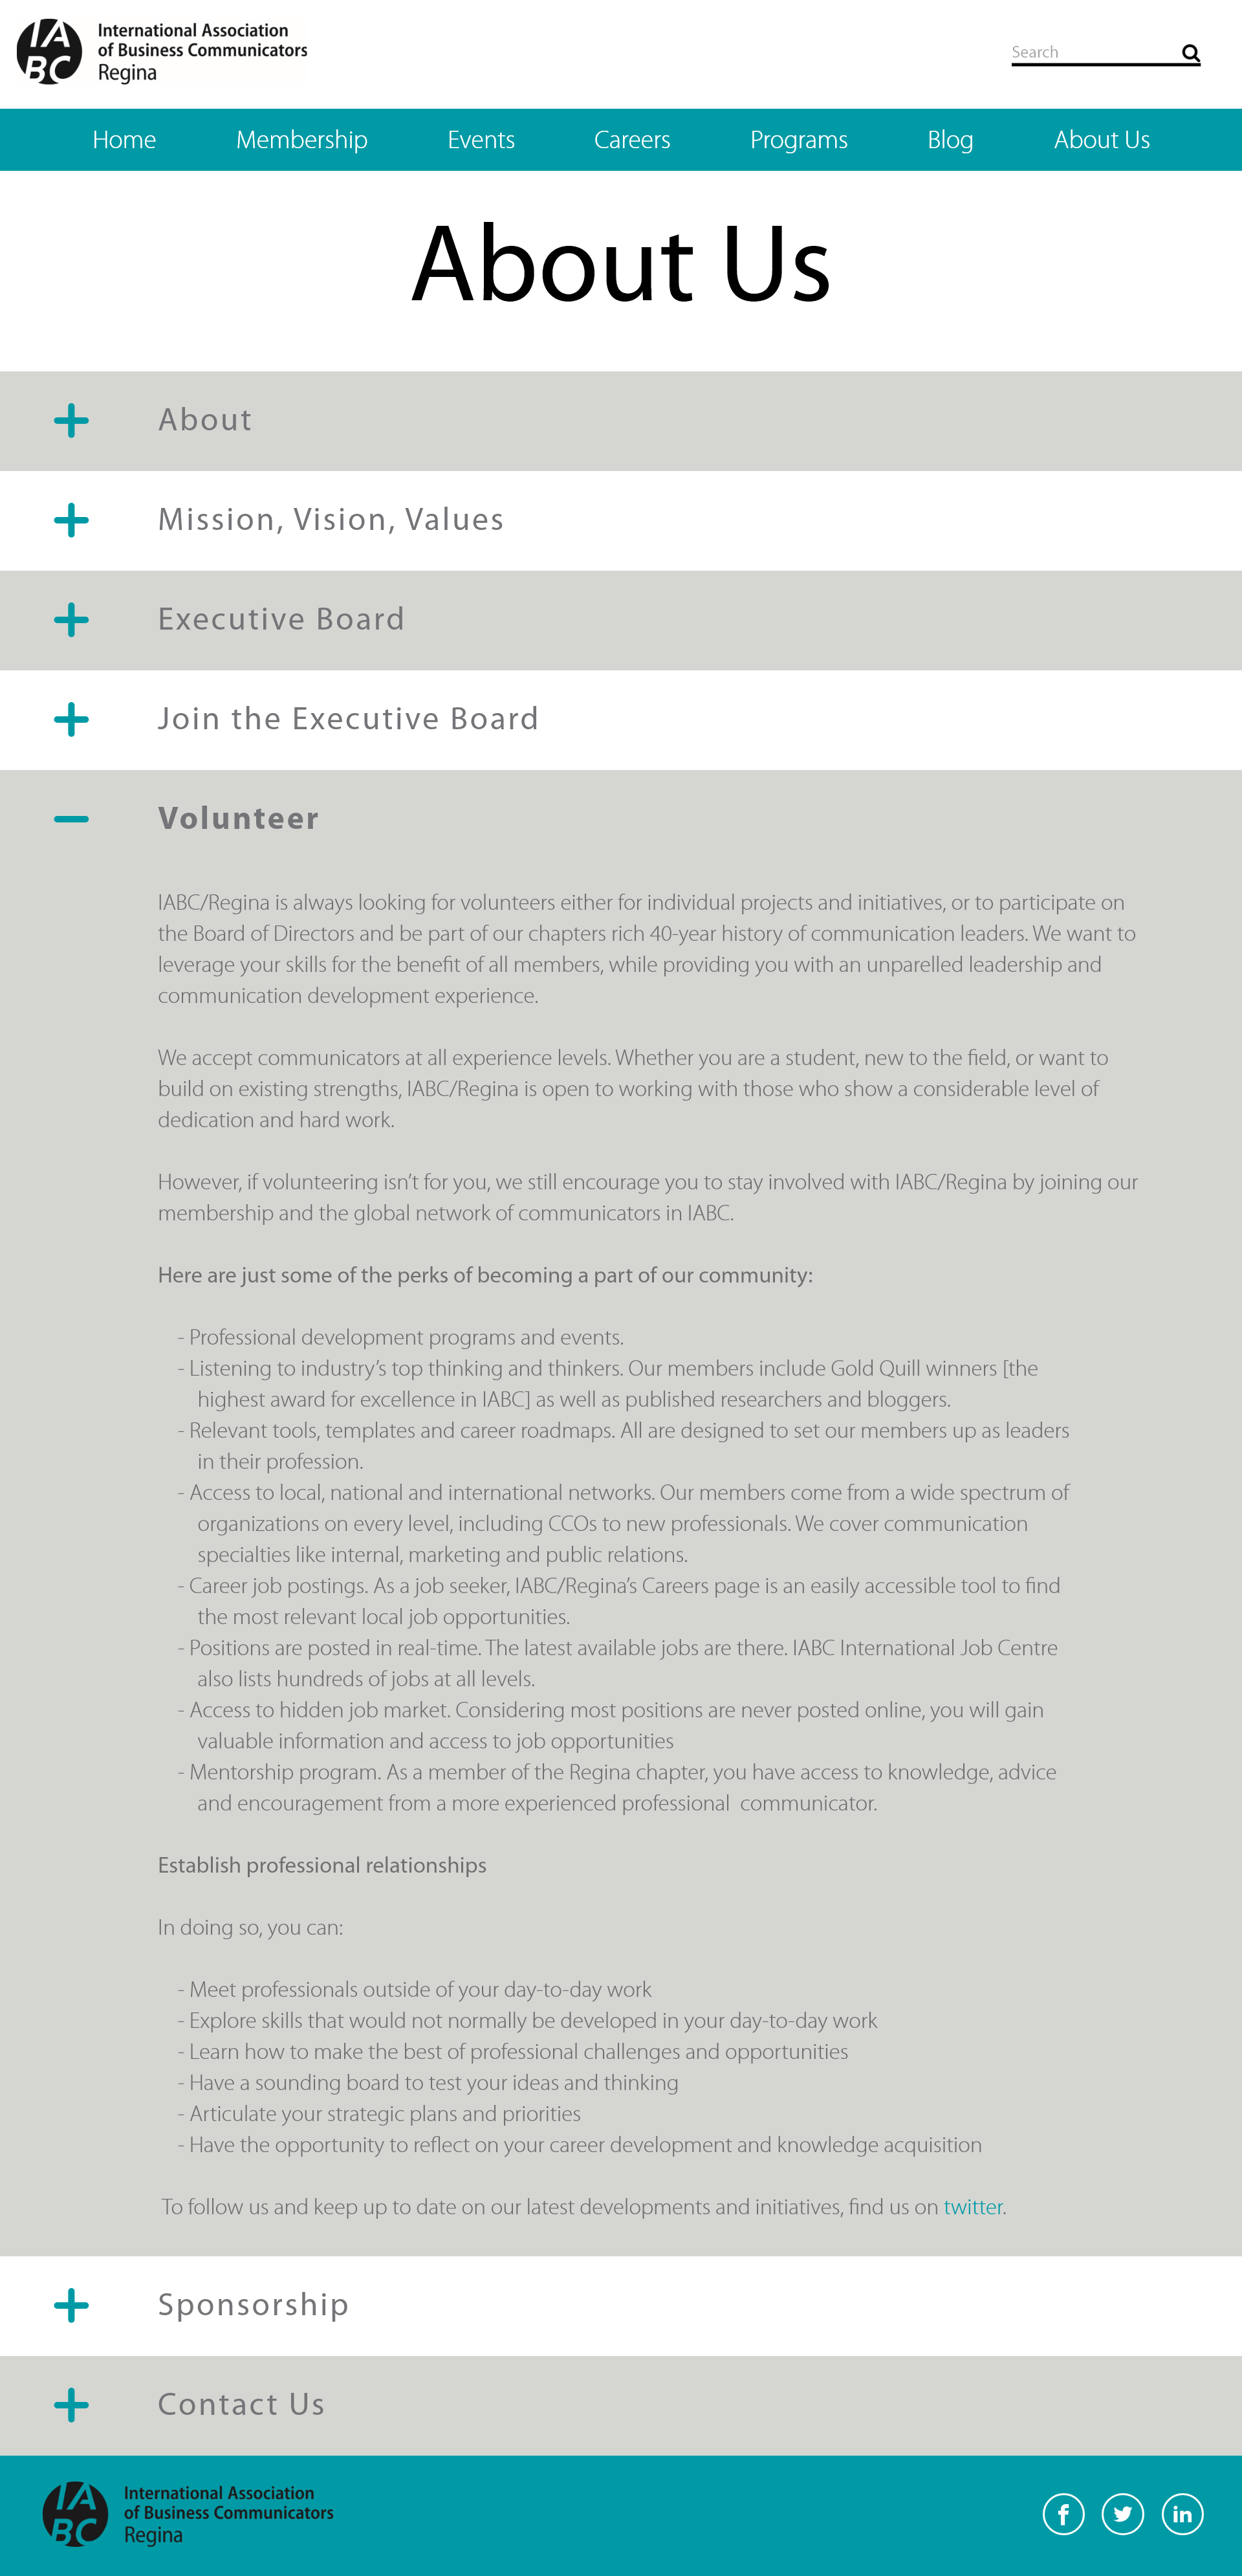 IABC
International Association
of Business Communicators
Regina
Search
Home Membership Events Careers Programs Blog About Us
About Us
About
Mission, Vision, Values
Executive Board
Join the Executive Board
Volunteer
IABC/Regina is always looking for volunteers either for individual projects and initiatives, or to participate on
the Board of Directors and be part of our chapters rich 40-year history of communication leaders. We want to
leverage your skills for the benefit of all members, while providing you with an unparelled leadership and
communication development experience.
We accept communicators at all experience levels. Whether you are a student, new to the field, or want to
build on existing strengths, IABC/Regina is open to working with those who show a considerable level of
dedication and hard work.
However, if volunteering isn’t for you, we still encourage you to stay involved with IABC/Regina by joining our
membership and the global network of communicators in IABC.
Here are just some of the perks of becoming a part of our community:
- Professional development programs and events.
- Listening to industry’s top thinking and thinkers. Our members include Gold Quill winners [the
highest award for excellence in IABC] as well as published researchers and bloggers.
- Relevant tools, templates and career roadmaps. All are designed to set our members up as leaders
in their profession.
- Access to local, national and international networks. Our members come from a wide spectrum of
organizations on every level, including CCOs to new professionals. We cover communication
specialties like internal, marketing and public relations.
- Career job postings. As a job seeker, IABC/Regina’s Careers page is an easily accessible tool to find
the most relevant local job opportunities.
- Positions are posted in real-time. The latest available jobs are there. IABC International Job Centre
also lists hundreds of jobs at all levels.
- Access to hidden job market. Considering most positions are never posted online, you will gain
valuable information and access to job opportunities
- Mentorship program. As a member of the Regina chapter, you have access to knowledge, advice
and encouragement from a more experienced professional communicator.
Establish professional relationships
In doing so, you can:
- Meet professionals outside of your day-to-day work
- Explore skills that would not normally be developed in your day-to-day work
- Learn how to make the best of professional challenges and opportunities
- Have a sounding board to test your ideas and thinking
- Articulate your strategic plans and priorities
- Have the opportunity to reflect on your career development and knowledge acquisition
To follow us and keep up to date on our latest developments and initiatives, find us on twitter.
Sponsorship
Contact Us
IABC
International Association
of Business Communicators
Regina
f in